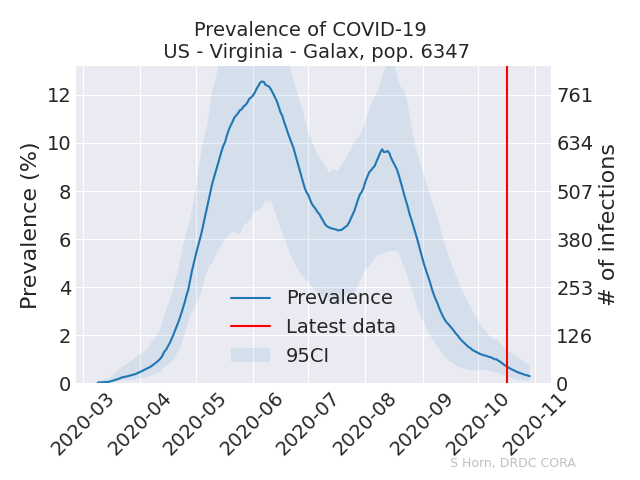 Prevalence of COVID-19
US - Virginia - Galax, pop. 6347
Prevalence (%)
12
10
8
6
4
2
0
761
634
507
380
253
126
0
# of infections
Prevalence
Latest data
95CI
2020-03
2020-04
2020-05
2020-06
2020-07
2020-08
2020-09
2020-10
2020-11
S Horn, DRDC CORA